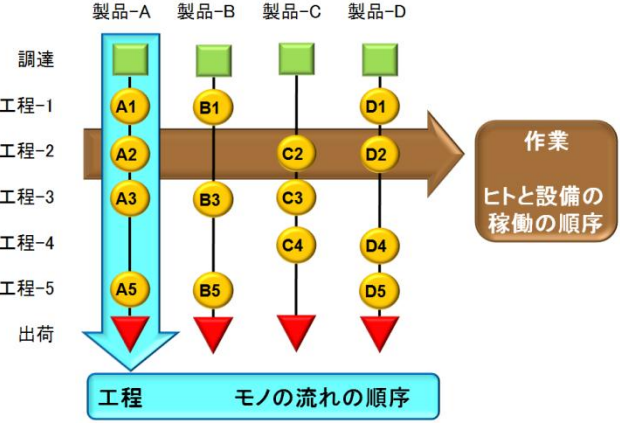 製品-A 製品-B 製品-C 製品-D
調達
工程-1 A1 B1 D1
工程-2 A2 C2 D2
工程-3 A3 B3 C3
工程-4 C4 D4
工程-5 A5 B5 D5
出荷
作業
ヒトと設備の
稼働の順序
工程 モノの流れの順序